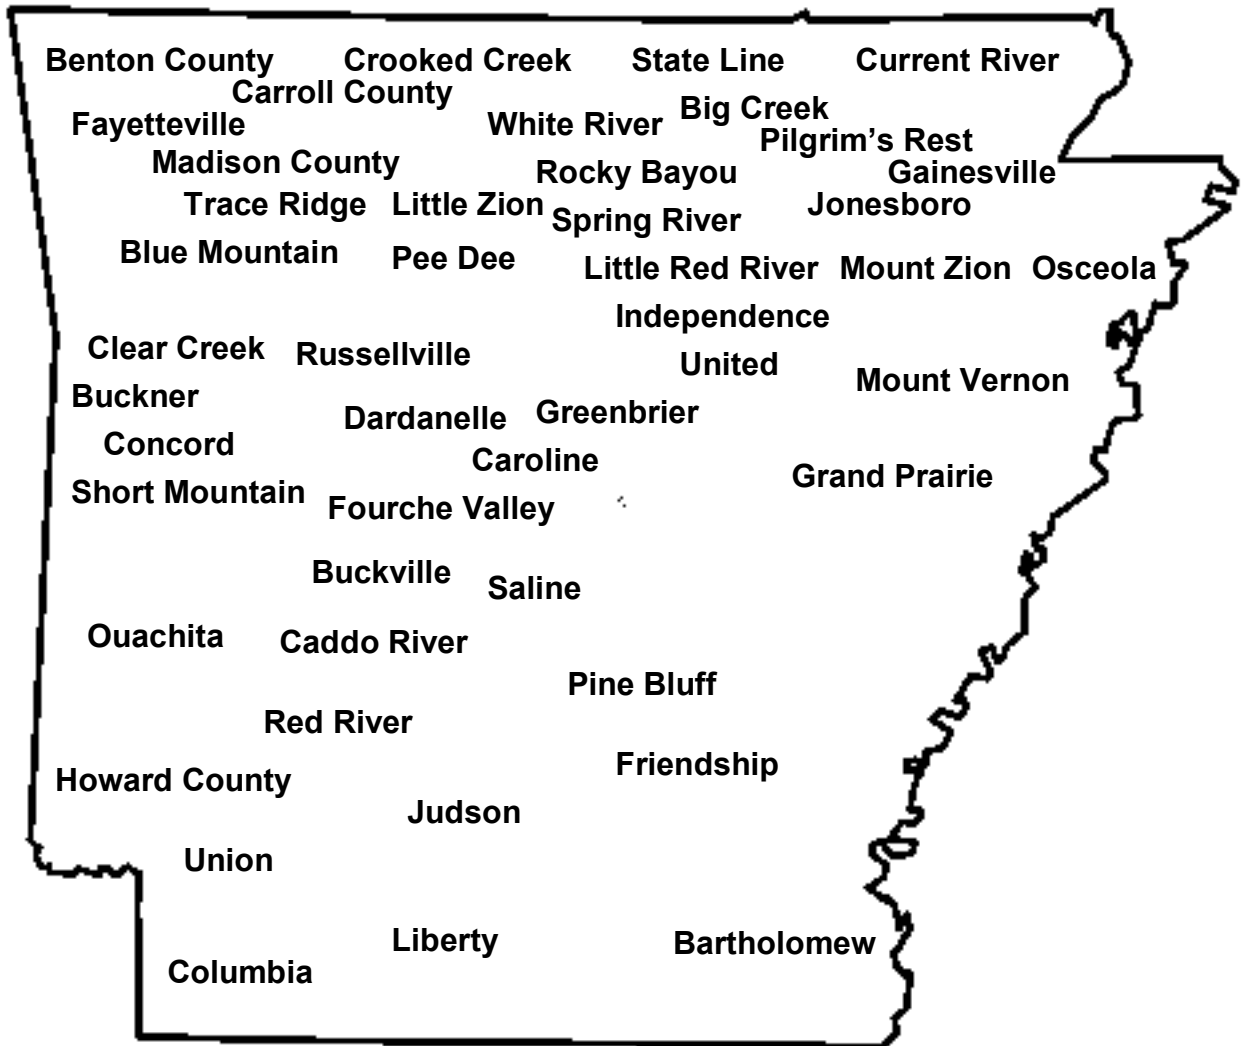 Benton County
Crooked Creek
State Line
Current River
Carroll County
Big Creek
Fayetteville
White River
Pilgrim’s Rest
Madison County
Rocky Bayou
Gainesville
Trace Ridge
Little Zion
Jonesboro
Spring River
Blue Mountain
Pee Dee
Little Red River
Mount Zion
Osceola
Independence
Clear Creek
Russellville
United
Mount Vernon
Buckner
Dardanelle
Greenbrier
Concord
Caroline
Grand Prairie
Short Mountain
Fourche Valley
Buckville
Saline
Ouachita
Caddo River
Pine Bluff
Red River
Friendship
Howard County
Judson
Union
Liberty
Bartholomew
Columbia